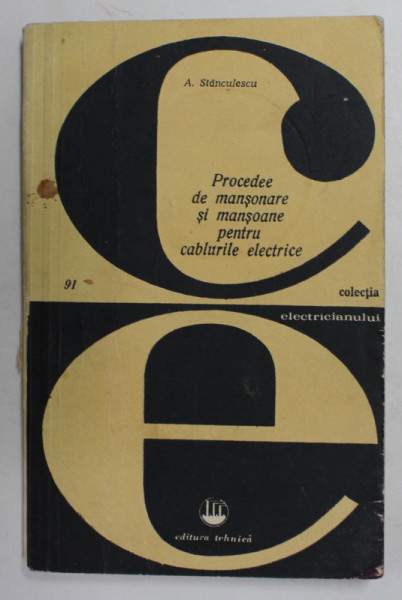 A. Stănculescu
Procedee
de manșonare
și manșoane
pentru
cablurile electrice
91
colecția
electricianului
c
e
editura tehnică